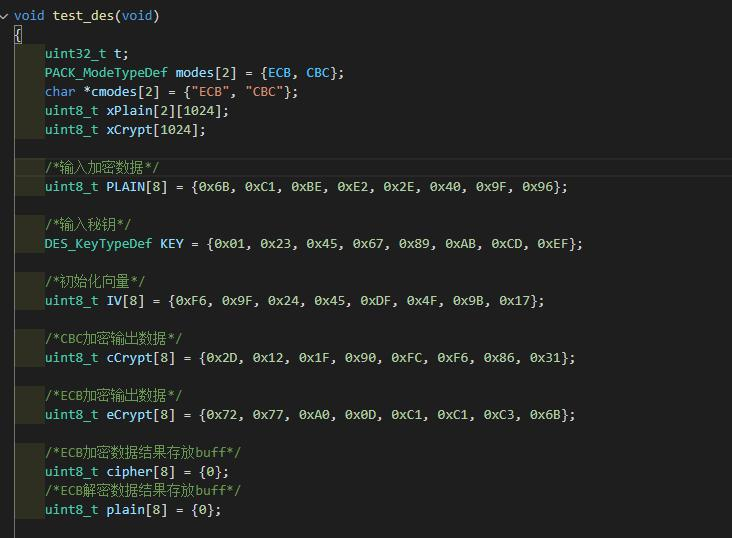 void test_des(void)
{
uint32_t t;
PACK_ModeTypeDef modes[2] = {ECB, CBC};
char *cmodes[2] = {"ECB", "CBC"};
uint8_t xPlain[2][1024];
uint8_t xCrypt[1024];
/*输入加密数据*/
uint8_t PLAIN[8] = {0x6B, 0xC1, 0xBE, 0xE2, 0x2E, 0x40, 0x9F, 0x96};
/*输入秘钥*/
DES_KeyTypeDef KEY = {0x01, 0x23, 0x45, 0x67, 0x89, 0xAB, 0xCD, 0xEF};
/*初始化向量*/
uint8_t IV[8] = {0xF6, 0x9F, 0x24, 0x45, 0xDF, 0x4F, 0x9B, 0x17};
/*CBC加密输出数据*/
uint8_t cCrypt[8] = {0x2D, 0x12, 0x1F, 0x90, 0xFC, 0xF6, 0x86, 0x31};
/*ECB加密输出数据*/
uint8_t eCrypt[8] = {0x72, 0x77, 0xA0, 0x0D, 0xC1, 0xC1, 0xC3, 0x6B};
/*ECB加密数据结果存放buff*/
uint8_t cipher[8] = {0};
/*ECB解密数据结果存放buff*/
uint8_t plain[8] = {0};